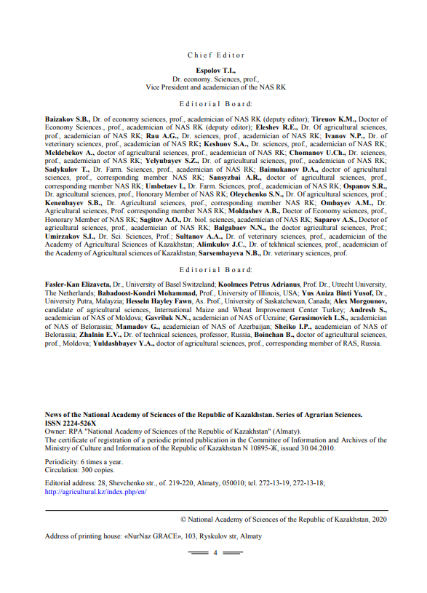 Chief Editor
Espolov T.I.,
Dr. economy. Sciences, prof.,
Vice President and academician of the NAS RK
Editorial Board:
Baizakov S.B., Dr. of economy sciences, prof., academician of NAS RK (deputy editor); Tirenov K.M., Doctor of
Economy Sciences., prof., academician of NAS RK (deputy editor); Eleshev R.E., Dr. Of agricultural sciences,
prof., academician of NAS RK; Rau A.G., Dr. sciences, prof., academician of NAS RK; Ivanov N.P., Dr. of
veterinary sciences, prof., academician of NAS RK; Keshuov S.A., Dr. sciences, prof., academician of NAS RK;
Meldebekov A., doctor of agricultural sciences, prof., academician of NAS RK; Chomanov U.Ch., Dr. sciences,
prof., academician of NAS RK; Yelyubayev S.Z., Dr. of agricultural sciences, prof., academician of NAS RK;
Sadykulov T., Dr. Farm. Sciences, prof., academician of NAS RK; Baimukanov D.A., doctor of agricultural
sciences, prof., corresponding member NAS RK; Sansyzbai A.R., doctor of agricultural sciences, prof.,
corresponding member NAS RK; Umbetaev I., Dr. Farm. Sciences, prof., academician of NAS RK; Ospanov S.R.,
Dr. agricultural sciences, prof., Honorary Member of NAS RK; Oleychenko S.N., Dr. Of Agricultural sciences, prof.;
Kenenbayev S.B., Dr. Agricultural sciences, prof., corresponding member of NAS RK; Ombayev A.M., Dr.
Agricultural sciences, Prof. corresponding member of NAS RK; Moldashev A.B., Doctor of Economy sciences, prof.,
Honorary Member of NAS RK; Sagitov A.O., Dr. biol. sciences, academician of NAS RK; Saparov A.S., Doctor of
agricultural sciences, prof., academician of NAS RK; Balgabaev N.N., the doctor agricultural sciences, Prof.;
Umirzakov S.I., Dr. Sci. Sciences, Prof.; Sultanov A.A., Dr. of veterinary sciences, prof., academician of the
Academy of Agricultural Sciences of Kazakhstan; Alimkulov J.C., Dr. of tekhnical sciences, prof., academician of
the Academy of Agricultural sciences of Kazakhstan; Sarsembayeva N.B., Dr. veterinary sciences, prof.
Editorial Board:
Fasler-Kan Elizaveta, Dr., University of Basel Switzeland; Koolmees Petrus Adrianus, Prof. Dr., Utrecht University,
The Netherlands; Babadoost-Kondri Mohammad, Prof., University of Illinois, USA; Yus Aniza Binti Yusof, Dr.,
University Putra, Malayzia; Hesseln Hayley Fawn, As. Prof., University of Saskatchewan, Canada; Alex Morgounov,
candidate of agricultural sciences, International Maize and Wheat Improvement Center Turkey; Andresh S.,
academician of NAS of Moldova; Gavriluk N.N., academician of NAS of Ucraine; Gerasimovich L.S., academician
of NAS of Belorassia; Mamadov G., academician of NAS of Azerbaijan; Sheiko I.P., academician of NAS of
Belorassia; Zhalnin E.V., Dr. of technical sciences, professor, Russia, Boinchan B., doctor of agricultural sciences,
prof., Moldova; Yuldashbayev Y.A., doctor of agricultural sciences, prof., corresponding member of RAS, Russia.
News of the National Academy of Sciences of the Republic of Kazakhstan. Series of Agrarian Sciences.
ISSN 2224-526X
Owner: RPA "National Academy of Sciences of the Republic of Kazakhstan" (Almaty).
The certificate of registration of a periodic printed publication in the Committee of Information and Archives of the
Ministry of Culture and Information of the Republic of Kazakhstan N 10895-Ж, issued 30.04.2010.
Periodicity: 6 times a year.
Circulation: 300 copies.
Editorial address: 28, Shevchenko str., of. 219-220, Almaty, 050010; tel. 272-13-19, 272-13-18,
http://agricultural.kz/index.php/en/
© National Academy of Sciences of the Republic of Kazakhstan, 2020
Address of printing house: «NurNaz GRACE», 103, Ryskulov str, Almaty
4